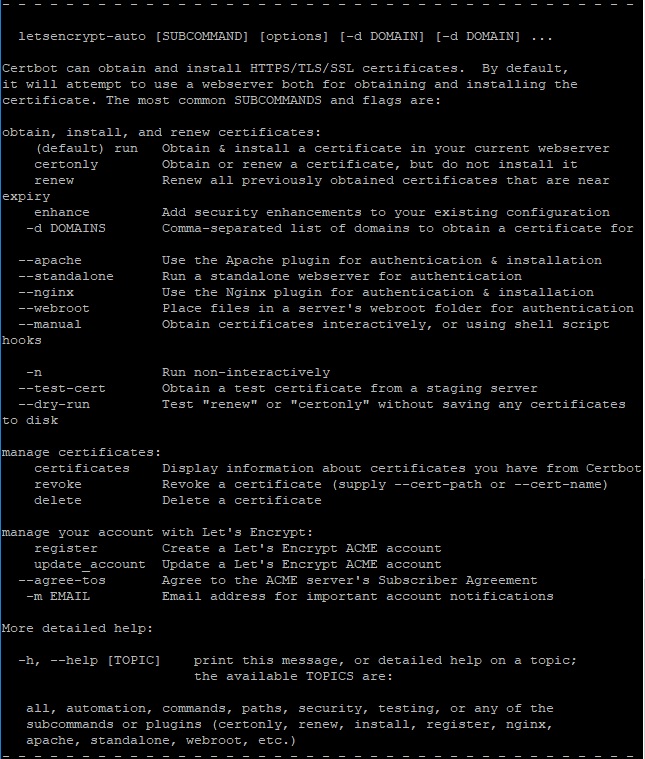 - - - - - - - - - - - - - - - - - - - - - - - - - - - - - - - - - - - - - - - -
letsencrypt-auto [SUBCOMMAND] [options] [-d DOMAIN] [-d DOMAIN] ...
Certbot can obtain and install HTTPS/TLS/SSL certificates.  By default,
it will attempt to use a webserver both for obtaining and installing the
certificate. The most common SUBCOMMANDS and flags are:
obtain, install, and renew certificates:
    (default) run   Obtain & install a certificate in your current webserver
    certonly        Obtain or renew a certificate, but do not install it
    renew           Renew all previously obtained certificates that are near
expiry
    enhance         Add security enhancements to your existing configuration
   -d DOMAINS       Comma-separated list of domains to obtain a certificate for
  --apache          Use the Apache plugin for authentication & installation
  --standalone      Run a standalone webserver for authentication
  --nginx           Use the Nginx plugin for authentication & installation
  --webroot         Place files in a server's webroot folder for authentication
  --manual          Obtain certificates interactively, or using shell script
hooks
   -n               Run non-interactively
  --test-cert       Obtain a test certificate from a staging server
  --dry-run         Test "renew" or "certonly" without saving any certificates
to disk
manage certificates:
    certificates    Display information about certificates you have from Certbot
    revoke          Revoke a certificate (supply --cert-path or --cert-name)
    delete          Delete a certificate
manage your account with Let's Encrypt:
    register        Create a Let's Encrypt ACME account
    update_account  Update a Let's Encrypt ACME account
  --agree-tos       Agree to the ACME server's Subscriber Agreement
   -m EMAIL         Email address for important account notifications
More detailed help:
  -h, --help [TOPIC]    print this message, or detailed help on a topic;
                        the available TOPICS are:
   all, automation, commands, paths, security, testing, or any of the
   subcommands or plugins (certonly, renew, install, register, nginx,
   apache, standalone, webroot, etc.)
- - - - - - - - - - - - - - - - - - - - - - - - - - - - - - - - - - - - - - - -